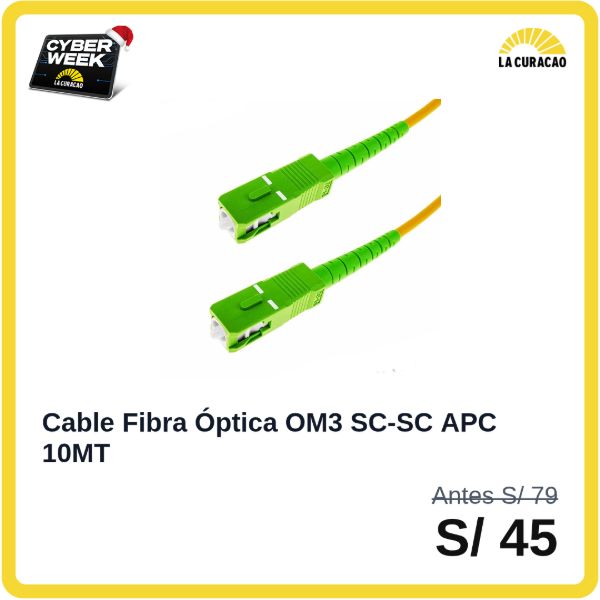 CYBER
WEEK
LA CURACAO
LA CURACAO
Cable Fibra Óptica OM3 SC-SC APC
10MT
Antes S/ 79
S/ 45